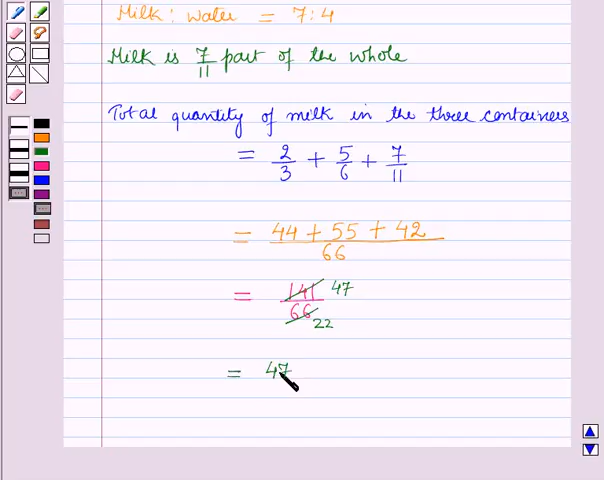 Milk : Water = 7 : 4
Milk is 7/11 part of the whole
Total quantity of milk in the three containers
= 2/3 + 5/6 + 7/11
= 44 + 55 + 42 / 66
= 141/66 47/22
= 47